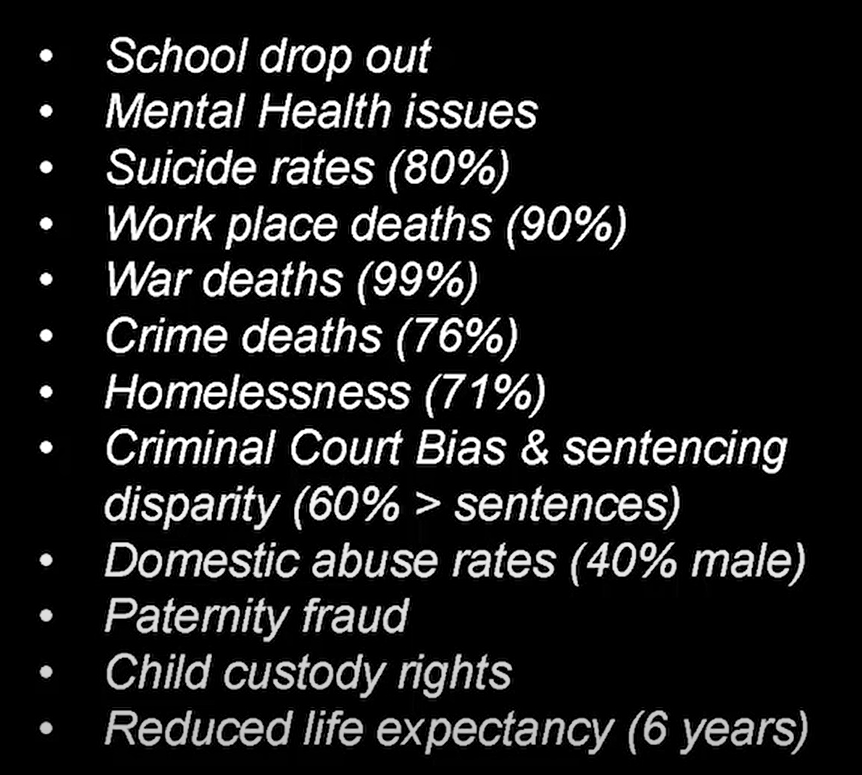 • School drop out
• Mental Health issues
• Suicide rates (80%)
• Work place deaths (90%)
• War deaths (99%)
• Crime deaths (76%)
• Homelessness (71%)
• Criminal Court Bias & sentencing
disparity (60% > sentences)
• Domestic abuse rates (40% male)
• Paternity fraud
• Child custody rights
• Reduced life expectancy (6 years)